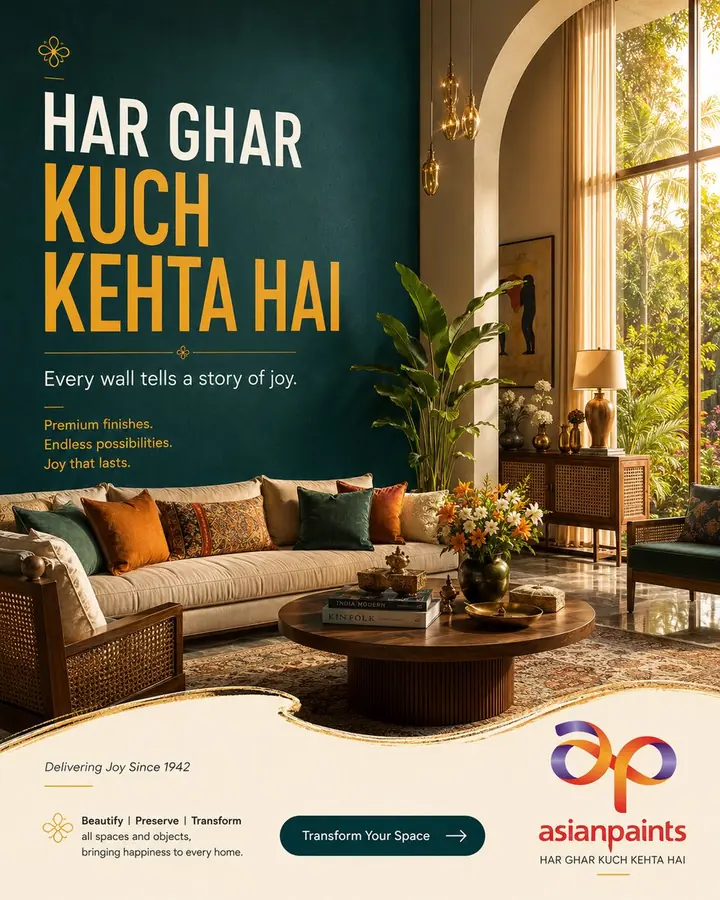 HAR GHAR
KUCH
KEHTA HAI
Every wall tells a story of joy.
Premium finishes.
Endless possibilities.
Joy that lasts.
INDIA MODERN
KINFOLK
Delivering Joy Since 1942
Beautify | Preserve | Transform
all spaces and objects,
bringing happiness to every home.
Transform Your Space
ap
asianpaints
HAR GHAR KUCH KEHTA HAI